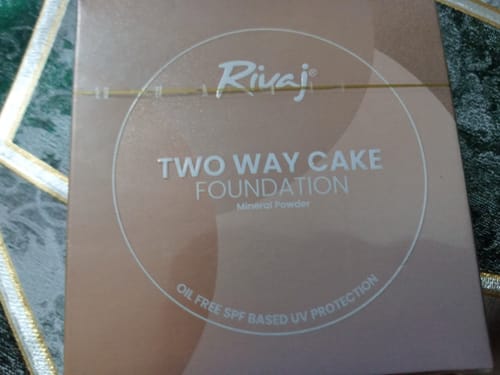 Rivaj®
TWO WAY CAKE
FOUNDATION
Mineral Powder
OIL FREE SPF BASED UV PROTECTION